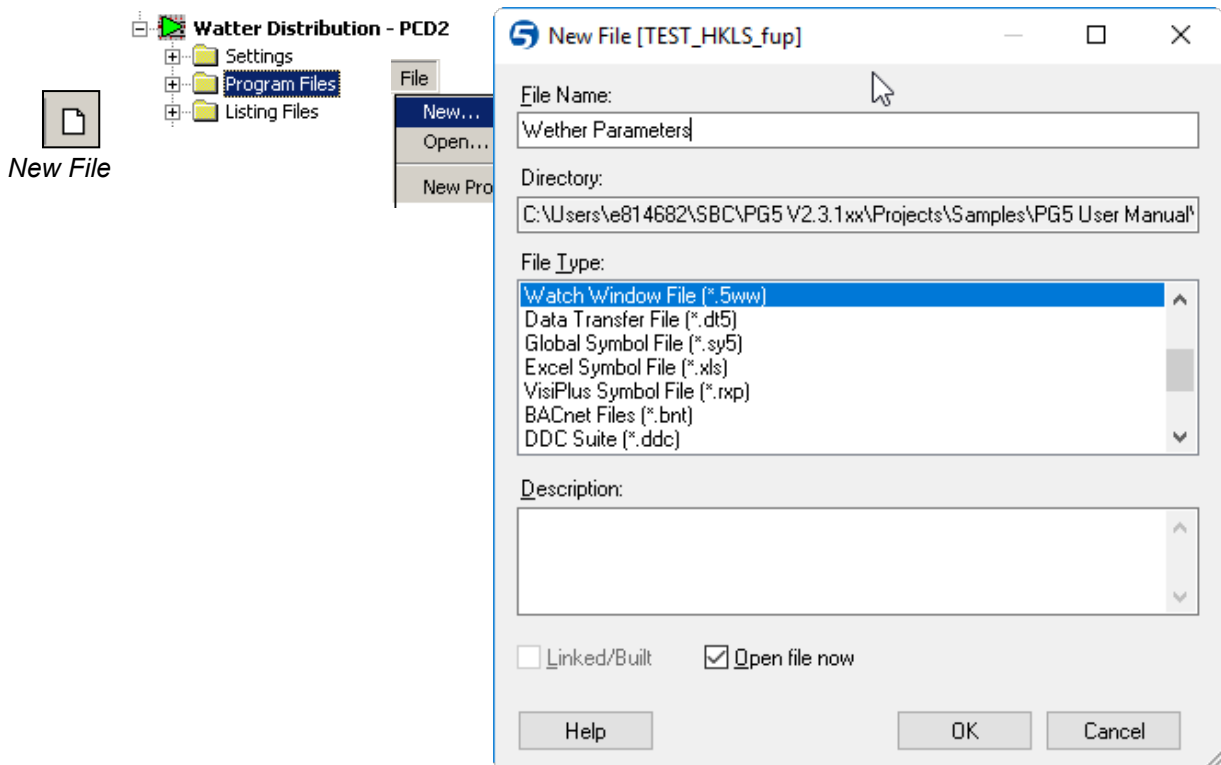 Watter Distribution - PCD2
Settings
Program Files
Listing Files
New File
File
New...
Open...
New Pro
New File [TEST_HKLS_fup]
File Name:
Wether Parameters
Directory:
C:\Users\e814682\SBC\PG5 V2.3.1xx\Projects\Samples\PG5 User Manual\
File Type:
Watch Window File (*.5ww)
Data Transfer File (*.dt5)
Global Symbol File (*.sy5)
Excel Symbol File (*.xls)
VisiPlus Symbol File (*.rxp)
BACnet Files (*.bnt)
DDC Suite (*.ddc)
Description:
Linked/Built
Open file now
Help
OK
Cancel